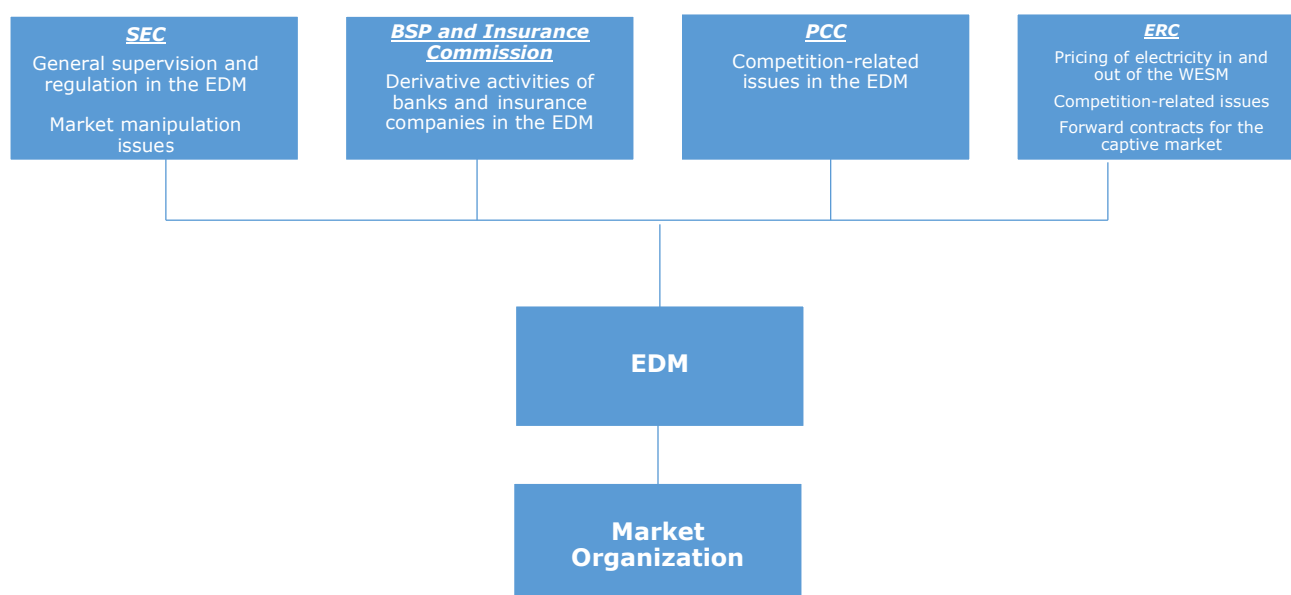 SEC
General supervision and
regulation in the EDM
Market manipulation
issues
BSP and Insurance
Commission
Derivative activities of
banks and insurance
companies in the EDM
PCC
Competition-related
issues in the EDM
ERC
Pricing of electricity in and
out of the WESM
Competition-related issues
Forward contracts for the
captive market
EDM
Market
Organization